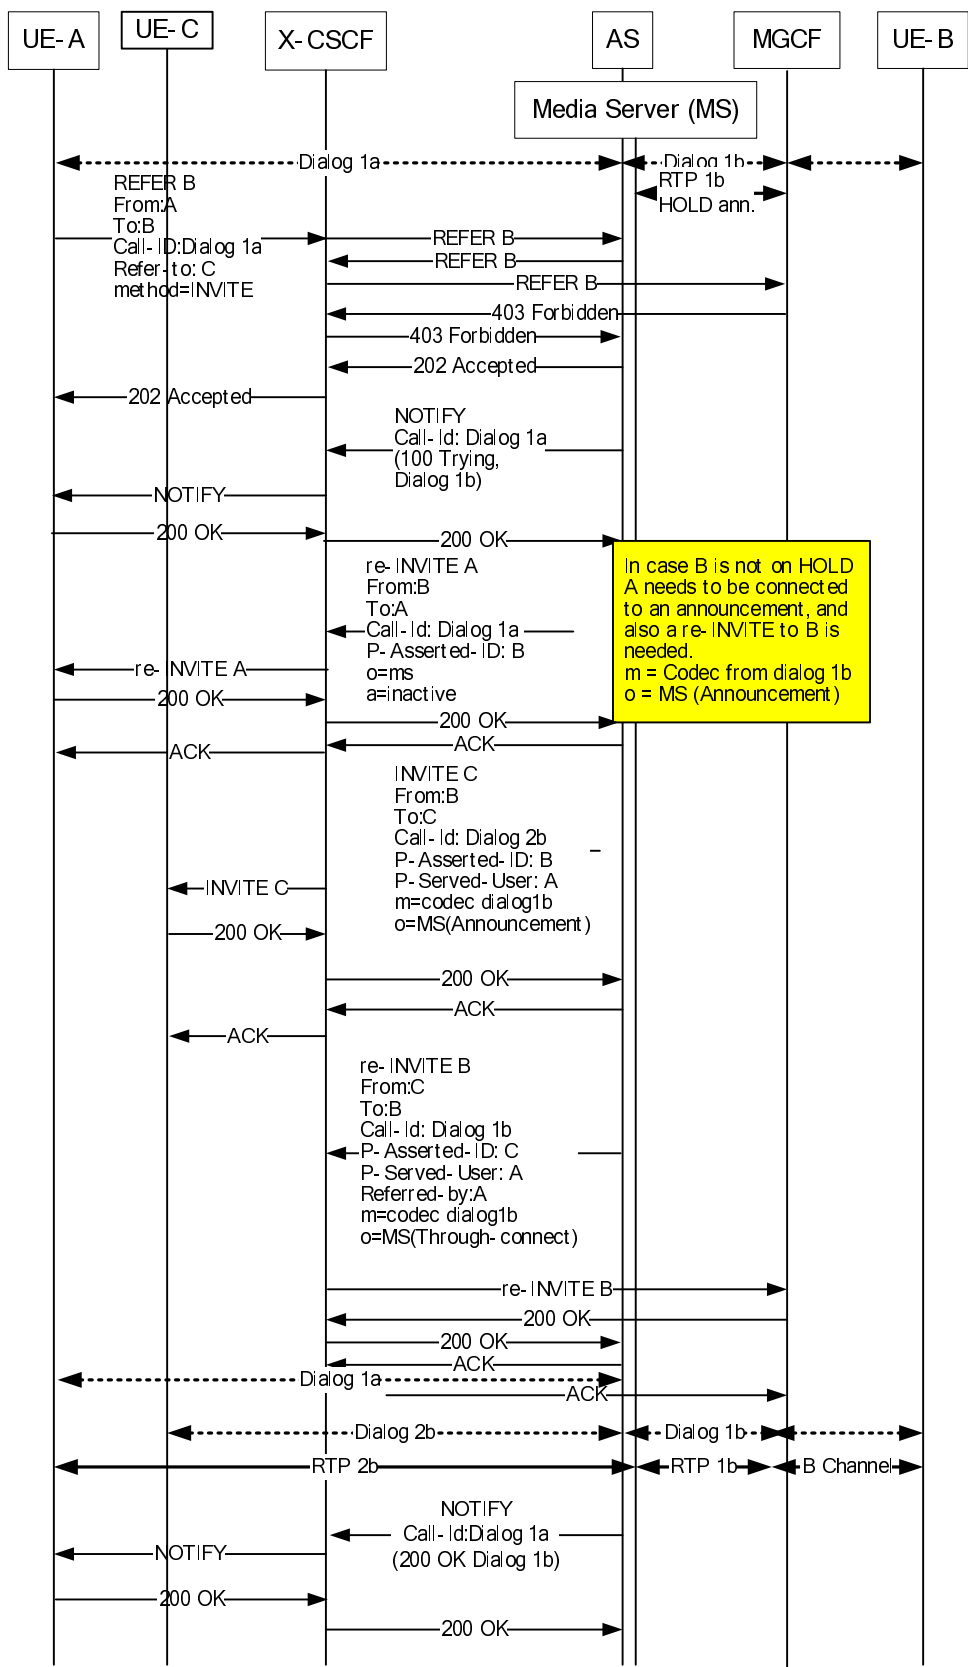 UE-A
UE-C
X-CSCF
AS
MGCF
UE-B
Media Server (MS)
Dialog 1a
Dialog 1b
REFER B
From:A
To:B
Call-ID:Dialog 1a
Refer-to: C
method=INVITE
RTP 1b
HOLD ann.
REFER B
REFER B
REFER B
403 Forbidden
403 Forbidden
202 Accepted
202 Accepted
NOTIFY
Call-Id: Dialog 1a
(100 Trying,
Dialog 1b)
NOTIFY
200 OK
200 OK
re-INVITE A
From:B
To:A
Call-Id: Dialog 1a
P-Asserted-ID: B
o=ms
a=inactive
In case B is not on HOLD
A needs to be connected
to an announcement, and
also a re-INVITE to B is
needed.
m = Codec from dialog 1b
o = MS (Announcement)
re-INVITE A
200 OK
200 OK
ACK
ACK
INVITE C
From:B
To:C
Call-Id: Dialog 2b
P-Asserted-ID: B
P-Served-User: A
m=codec dialog1b
o=MS(Announcement)
INVITE C
200 OK
200 OK
ACK
ACK
re-INVITE B
From:C
To:B
Call-Id: Dialog 1b
P-Asserted-ID: C
P-Served-User: A
Referred-by:A
m=codec dialog1b
o=MS(Through-connect)
re-INVITE B
200 OK
200 OK
ACK
Dialog 1a
ACK
Dialog 2b
Dialog 1b
RTP 2b
RTP 1b
B Channel
NOTIFY
Call-Id:Dialog 1a
(200 OK Dialog 1b)
NOTIFY
200 OK
200 OK